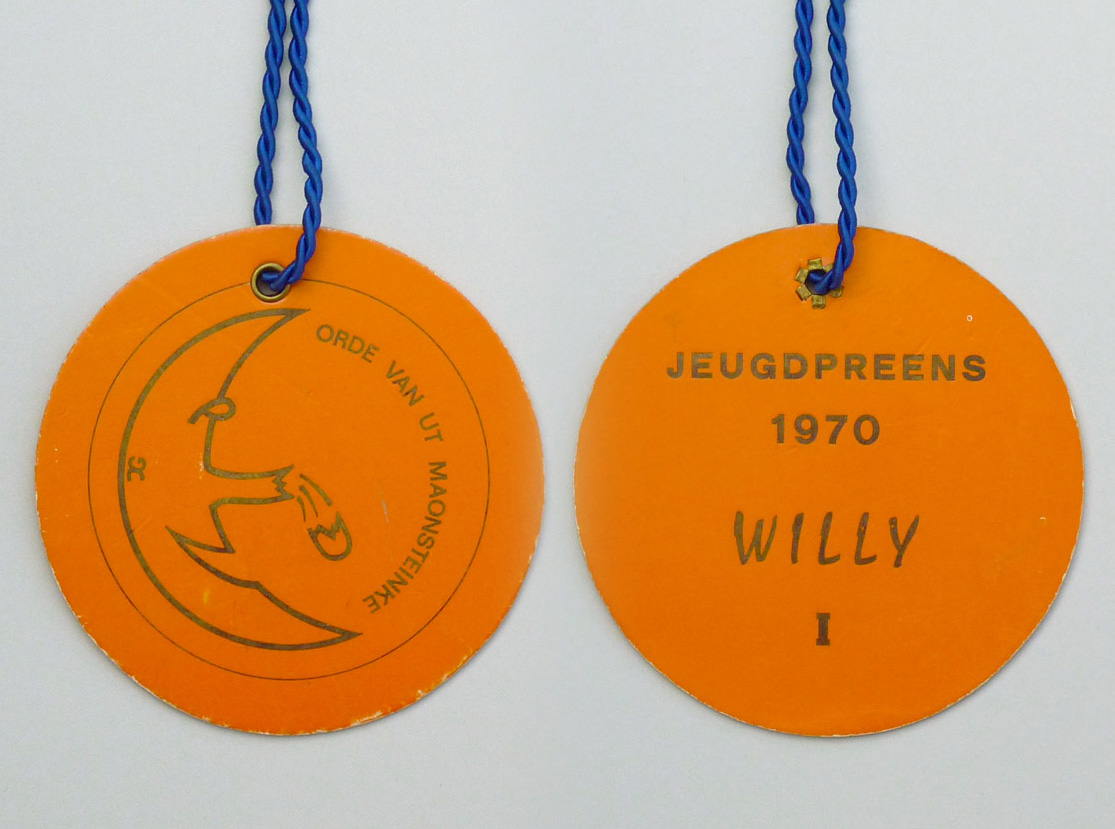 ORDE VAN UT MAONSTEINKE
JEUGDPREENS
1970
WILLY
I